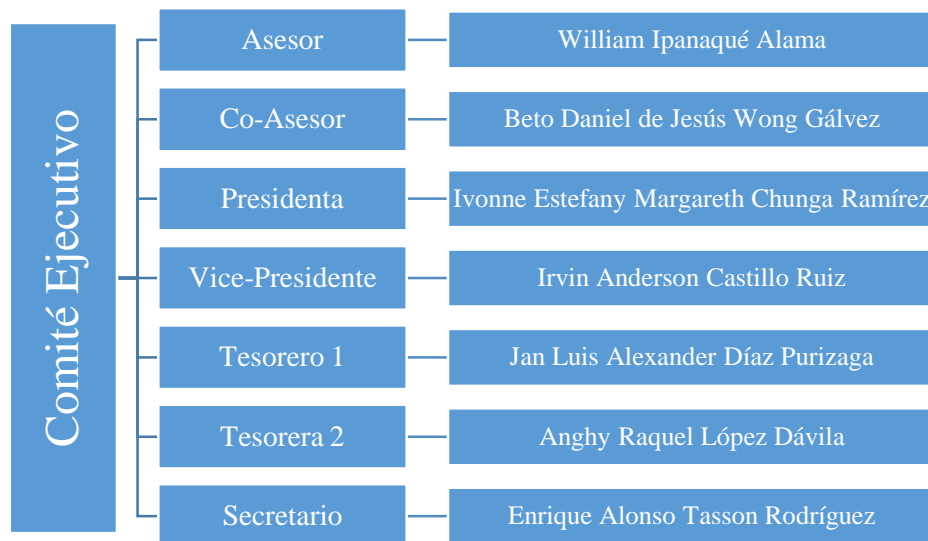 Comité Ejecutivo
Asesor
William Ipanaqué Alama
Co-Asesor
Beto Daniel de Jesús Wong Gálvez
Presidenta
Ivonne Estefany Margareth Chunga Ramírez
Vice-Presidente
Irvin Anderson Castillo Ruiz
Tesorero 1
Jan Luis Alexander Díaz Purizaga
Tesorera 2
Anghy Raquel López Dávila
Secretario
Enrique Alonso Tasson Rodríguez